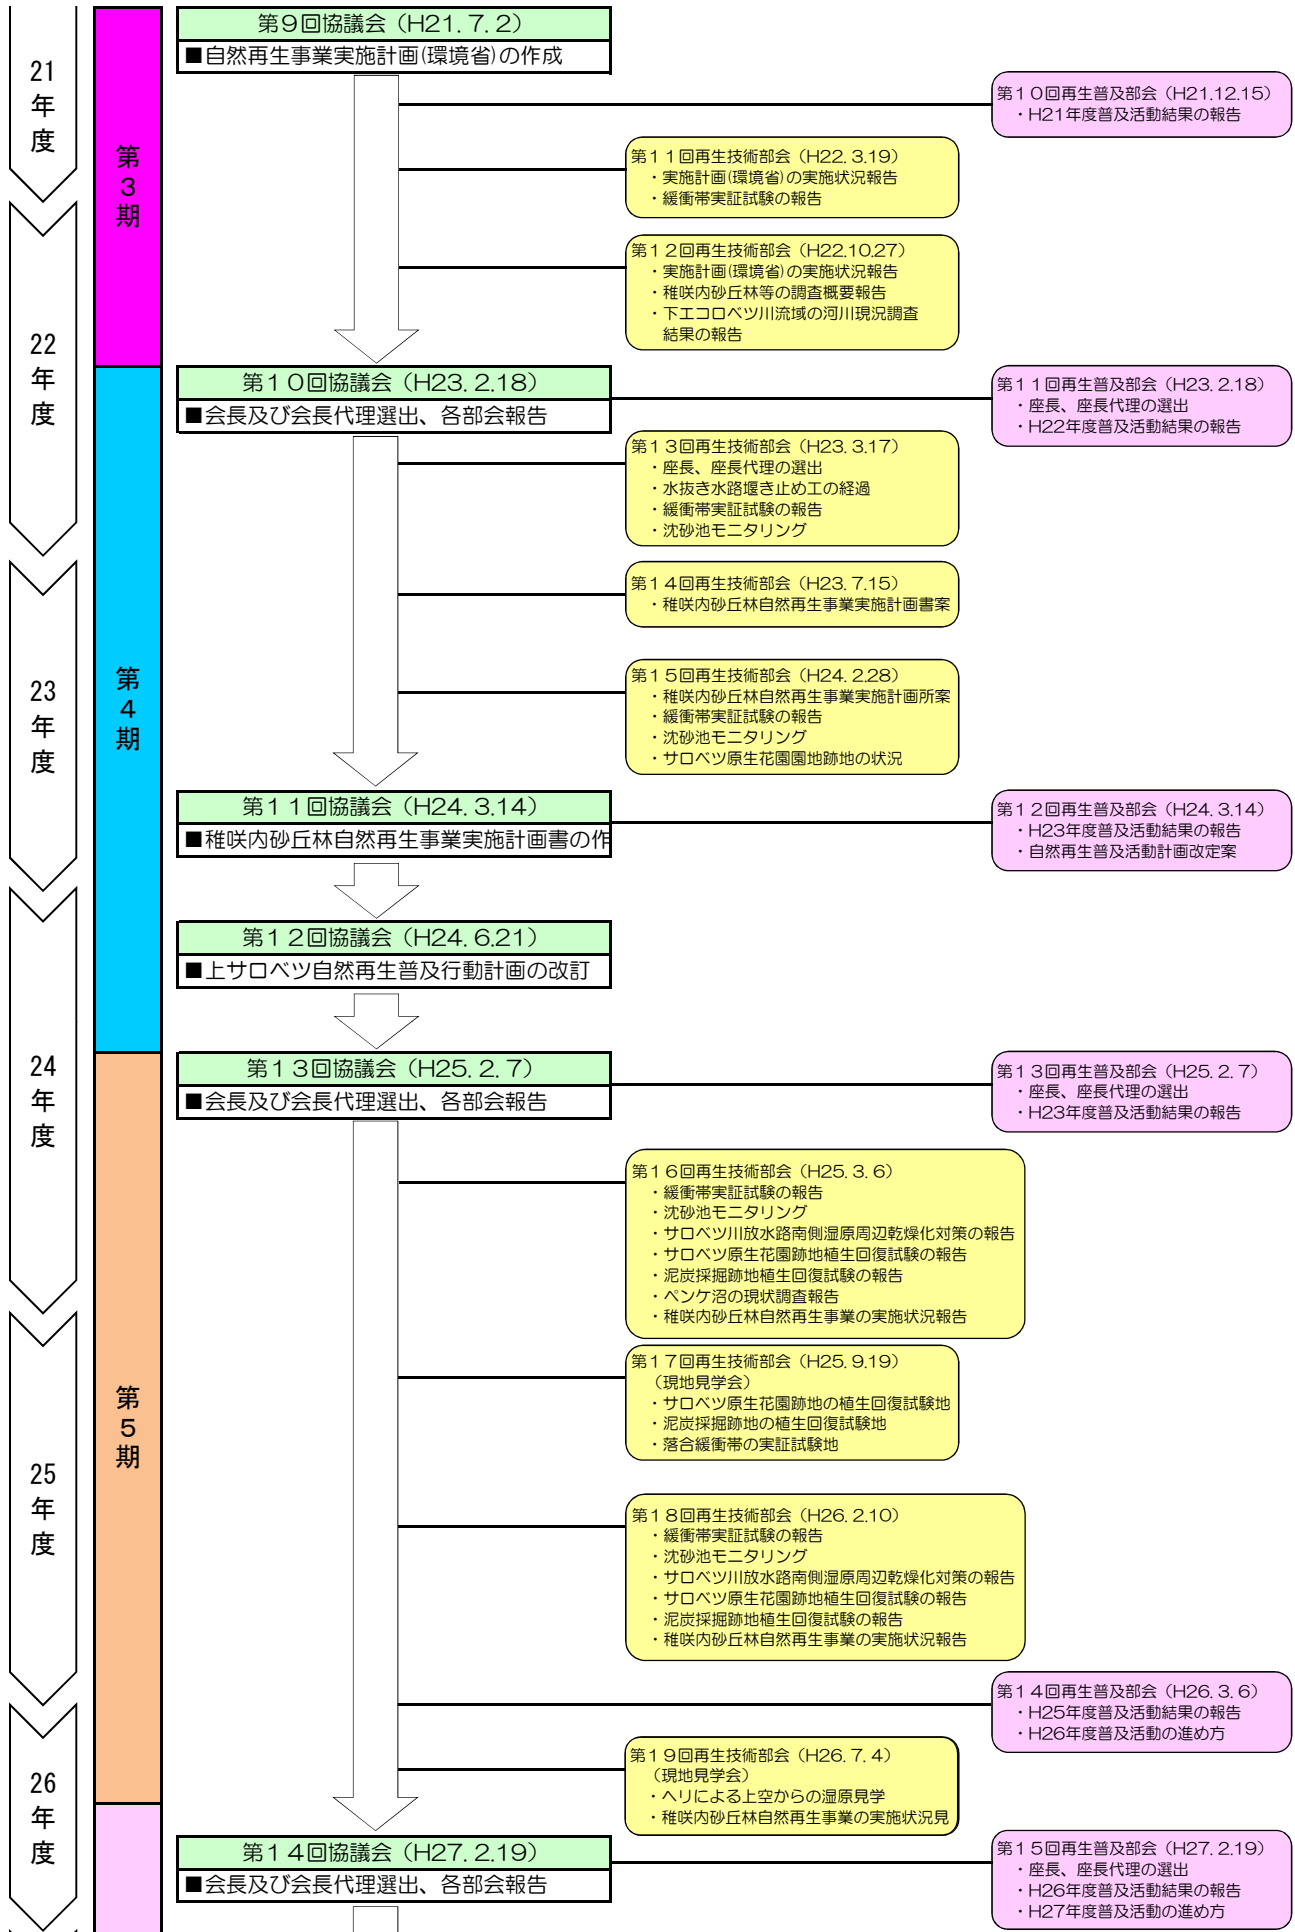 21
年
度
22
年
度
23
年
度
24
年
度
25
年
度
26
年
度
第
3
期
第
4
期
第
5
期
第9回協議会（H21.7.2）
■自然再生事業実施計画(環境省)の作成
第10回再生普及部会（H21.12.15）
・H21年度普及活動結果の報告
第11回再生技術部会（H22.3.19）
・実施計画(環境省)の実施状況報告
・緩衝帯実証試験の報告
第12回再生技術部会（H22.10.27）
・実施計画(環境省)の実施状況報告
・稚咲内砂丘林等の調査概要報告
・下エコロベツ川流域の河川現況調査
結果の報告
第10回協議会（H23.2.18）
■会長及び会長代理選出、各部会報告
第11回再生普及部会（H23.2.18）
・座長、座長代理の選出
・H22年度普及活動結果の報告
第13回再生技術部会（H23.3.17）
・座長、座長代理の選出
・水抜き水路堰き止め工の経過
・緩衝帯実証試験の報告
・沈砂池モニタリング
第14回再生技術部会（H23.7.15）
・稚咲内砂丘林自然再生事業実施計画書案
第15回再生技術部会（H24.2.28）
・稚咲内砂丘林自然再生事業実施計画所案
・緩衝帯実証試験の報告
・沈砂池モニタリング
・サロベツ原生花園園地跡地の状況
第11回協議会（H24.3.14）
■稚咲内砂丘林自然再生事業実施計画書の作
第12回再生普及部会（H24.3.14）
・H23年度普及活動結果の報告
・自然再生普及活動計画改定案
第12回協議会（H24.6.21）
■上サロベツ自然再生普及行動計画の改訂
第13回協議会（H25.2.7）
■会長及び会長代理選出、各部会報告
第13回再生普及部会（H25.2.7）
・座長、座長代理の選出
・H23年度普及活動結果の報告
第16回再生技術部会（H25.3.6）
・緩衝帯実証試験の報告
・沈砂池モニタリング
・サロベツ川放水路南側湿原周辺乾燥化対策の報告
・サロベツ原生花園跡地植生回復試験の報告
・泥炭採掘跡地植生回復試験の報告
・ペンケ沼の現状調査報告
・稚咲内砂丘林自然再生事業の実施状況報告
第17回再生技術部会（H25.9.19）
（現地見学会）
・サロベツ原生花園跡地の植生回復試験地
・泥炭採掘跡地の植生回復試験地
・落合緩衝帯の実証試験地
第18回再生技術部会（H26.2.10）
・緩衝帯実証試験の報告
・沈砂池モニタリング
・サロベツ川放水路南側湿原周辺乾燥化対策の報告
・サロベツ原生花園跡地植生回復試験の報告
・泥炭採掘跡地植生回復試験の報告
・稚咲内砂丘林自然再生事業の実施状況報告
第14回再生普及部会（H26.3.6）
・H25年度普及活動結果の報告
・H26年度普及活動の進め方
第19回再生技術部会（H26.7.4）
（現地見学会）
・ヘリによる上空からの湿原見学
・稚咲内砂丘林自然再生事業の実施状況見
第14回協議会（H27.2.19）
■会長及び会長代理選出、各部会報告
第15回再生普及部会（H27.2.19）
・座長、座長代理の選出
・H26年度普及活動結果の報告
・H27年度普及活動の進め方